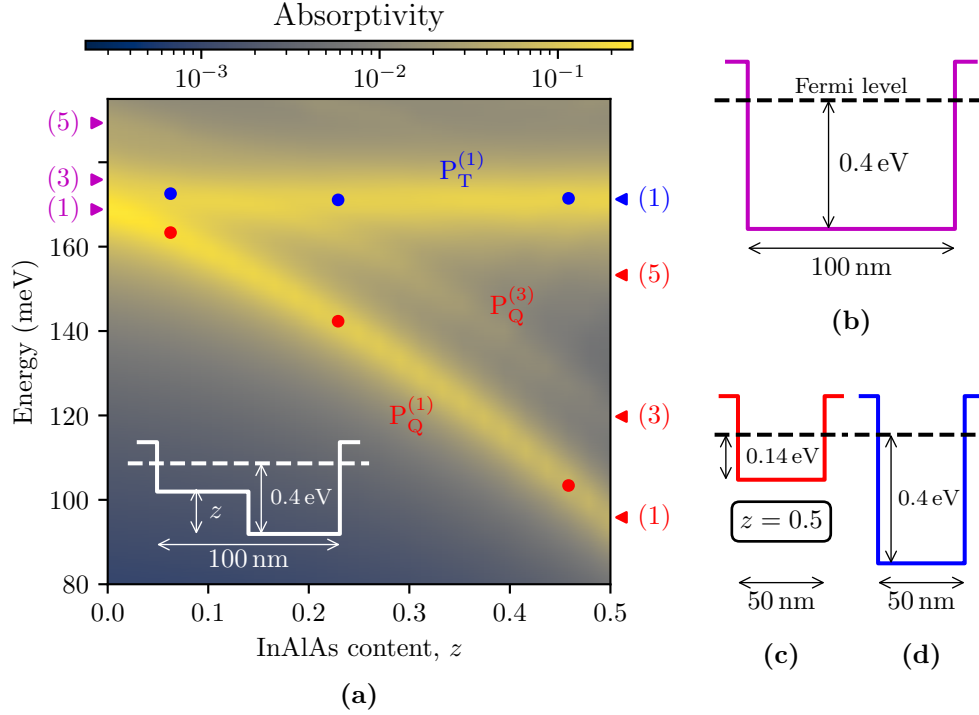 Absorptivity
10⁻³ 10⁻² 10⁻¹
Energy (meV)
160
140
120
100
80
(5)
(3)
(1)
P_T^(1)
P_Q^(3)
P_Q^(1)
z
0.4 eV
100 nm
(1)
(5)
(3)
(1)
0.0 0.1 0.2 0.3 0.4 0.5
InAlAs content, z
(a)
Fermi level
0.4 eV
100 nm
(b)
0.14 eV
z = 0.5
50 nm
(c)
0.4 eV
50 nm
(d)